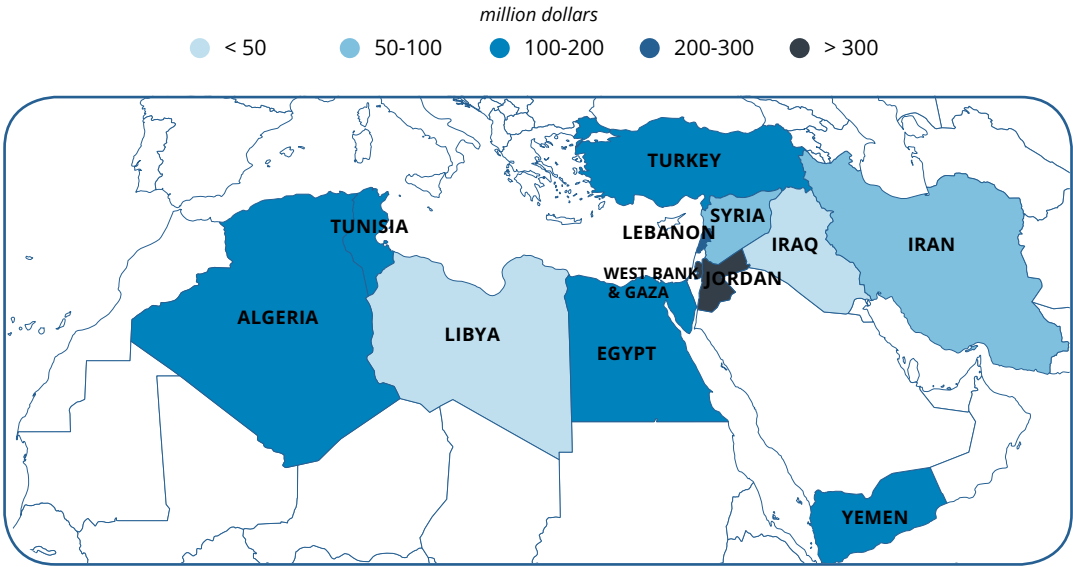 million dollars
< 50
50-100
100-200
200-300
> 300
TURKEY
TUNISIA
SYRIA
LEBANON
IRAQ
IRAN
WEST BANK
& GAZA
JORDAN
ALGERIA
LIBYA
EGYPT
YEMEN